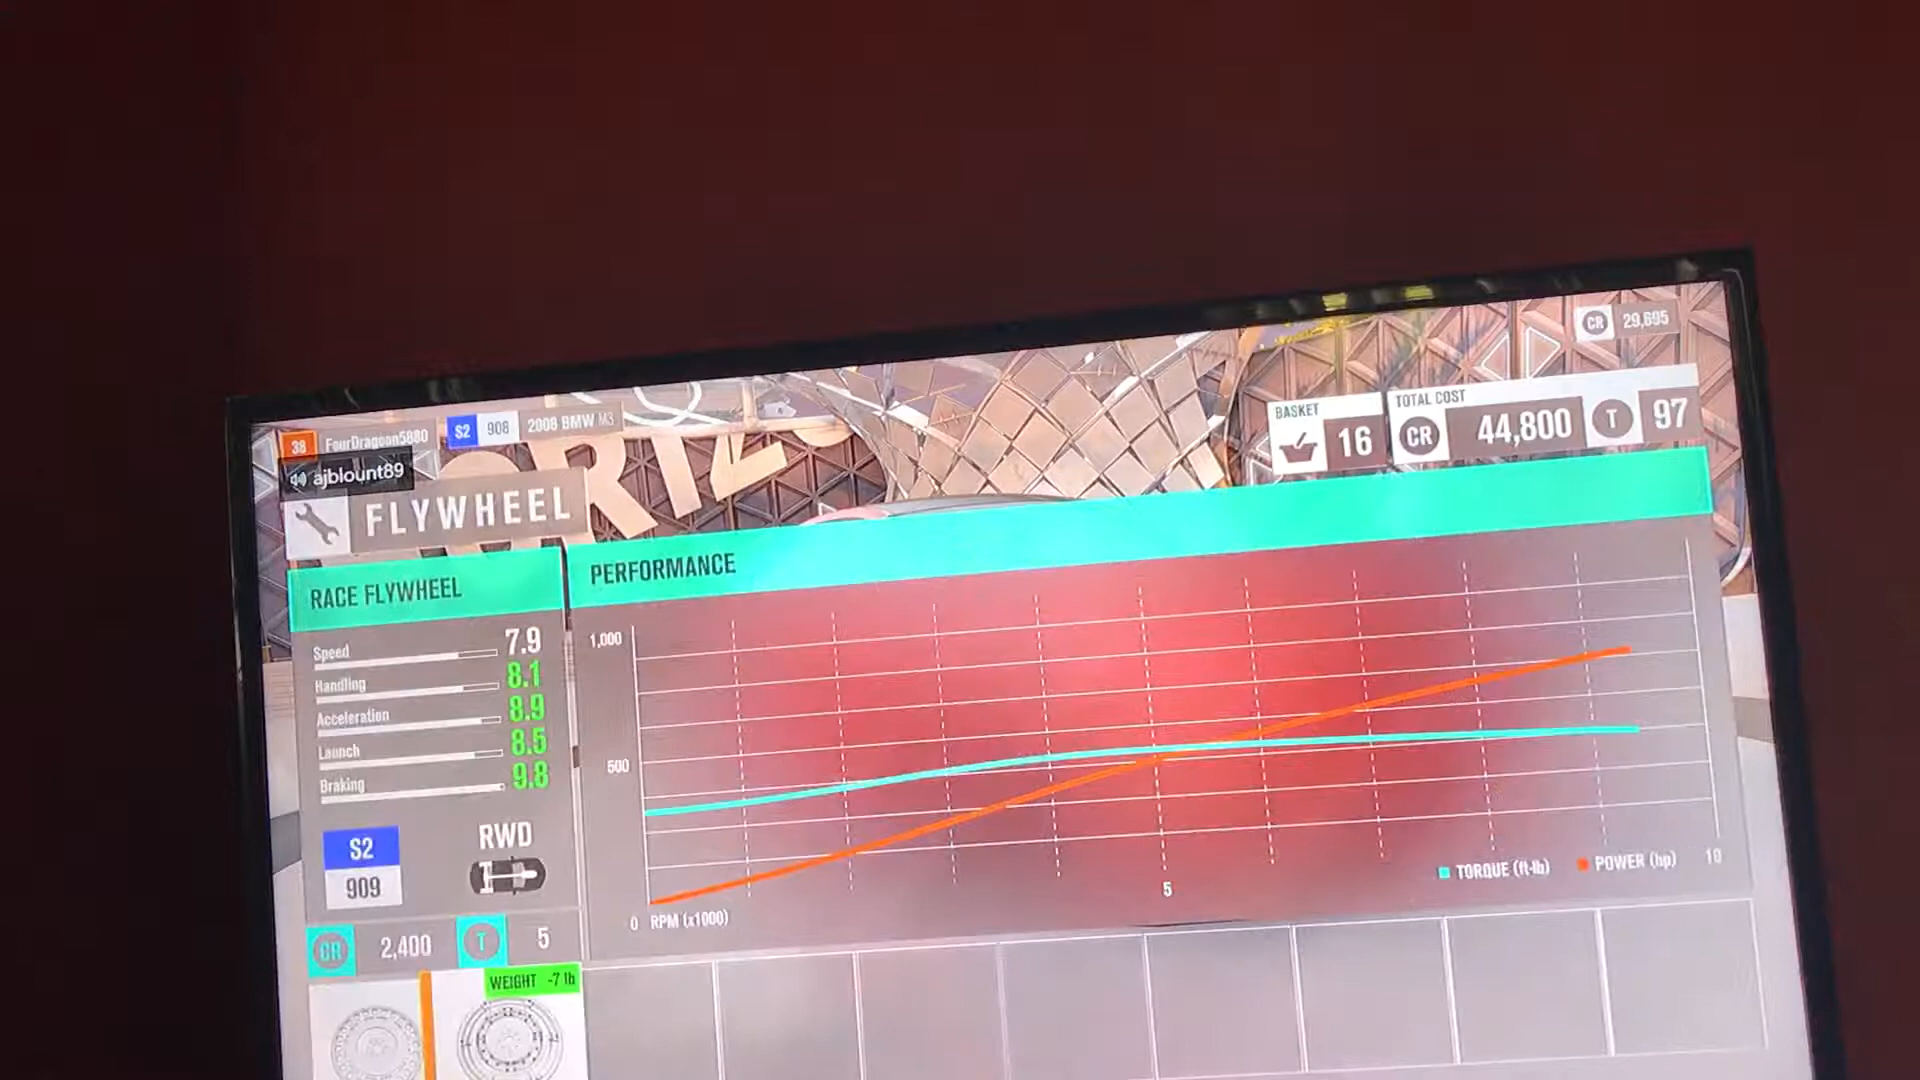 CR 29,695
38 FourDragoon5880 S2 908 2008 BMW M3
BASKET
16
TOTAL COST
CR 44,800 T 97
ajblount89
FLYWHEEL
RACE FLYWHEEL
Speed 7.9
Handling 8.1
Acceleration 8.9
Launch 8.5
Braking 9.8
S2
909
RWD
CR 2,400 T 5
WEIGHT -7 lb
PERFORMANCE
1,000
500
0 RPM (x1000)
5
10
TORQUE (ft-lb) POWER (hp)